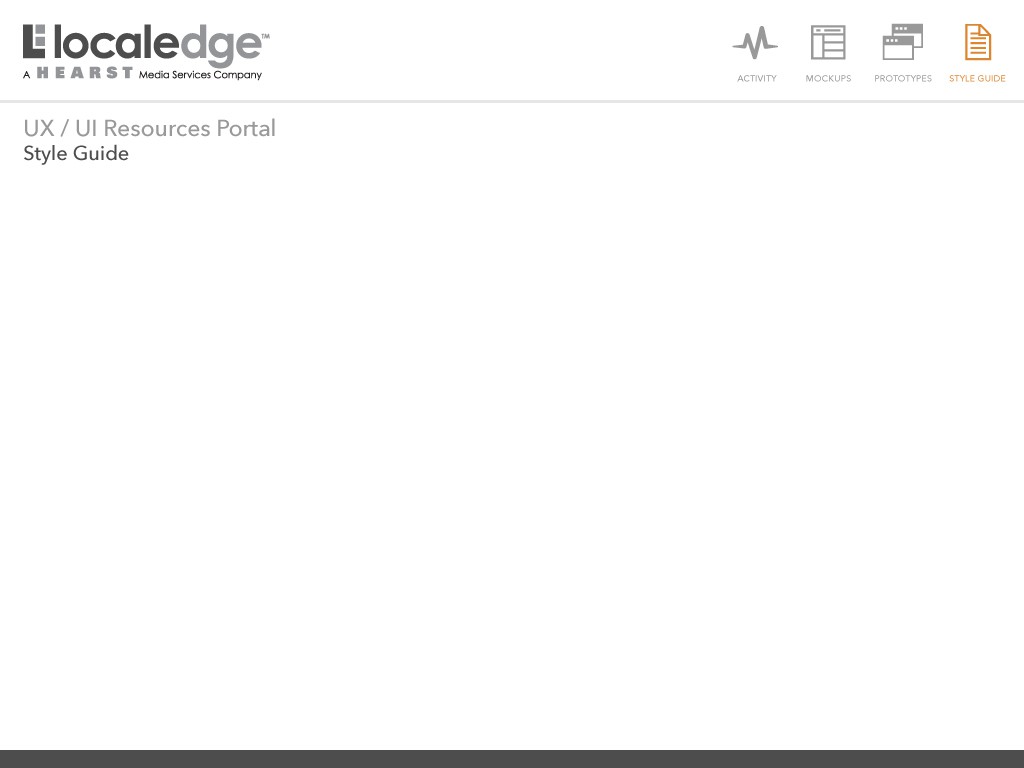 localedge™
A HEARST Media Services Company
ACTIVITY
MOCKUPS
PROTOTYPES
STYLE GUIDE
UX / UI Resources Portal
Style Guide